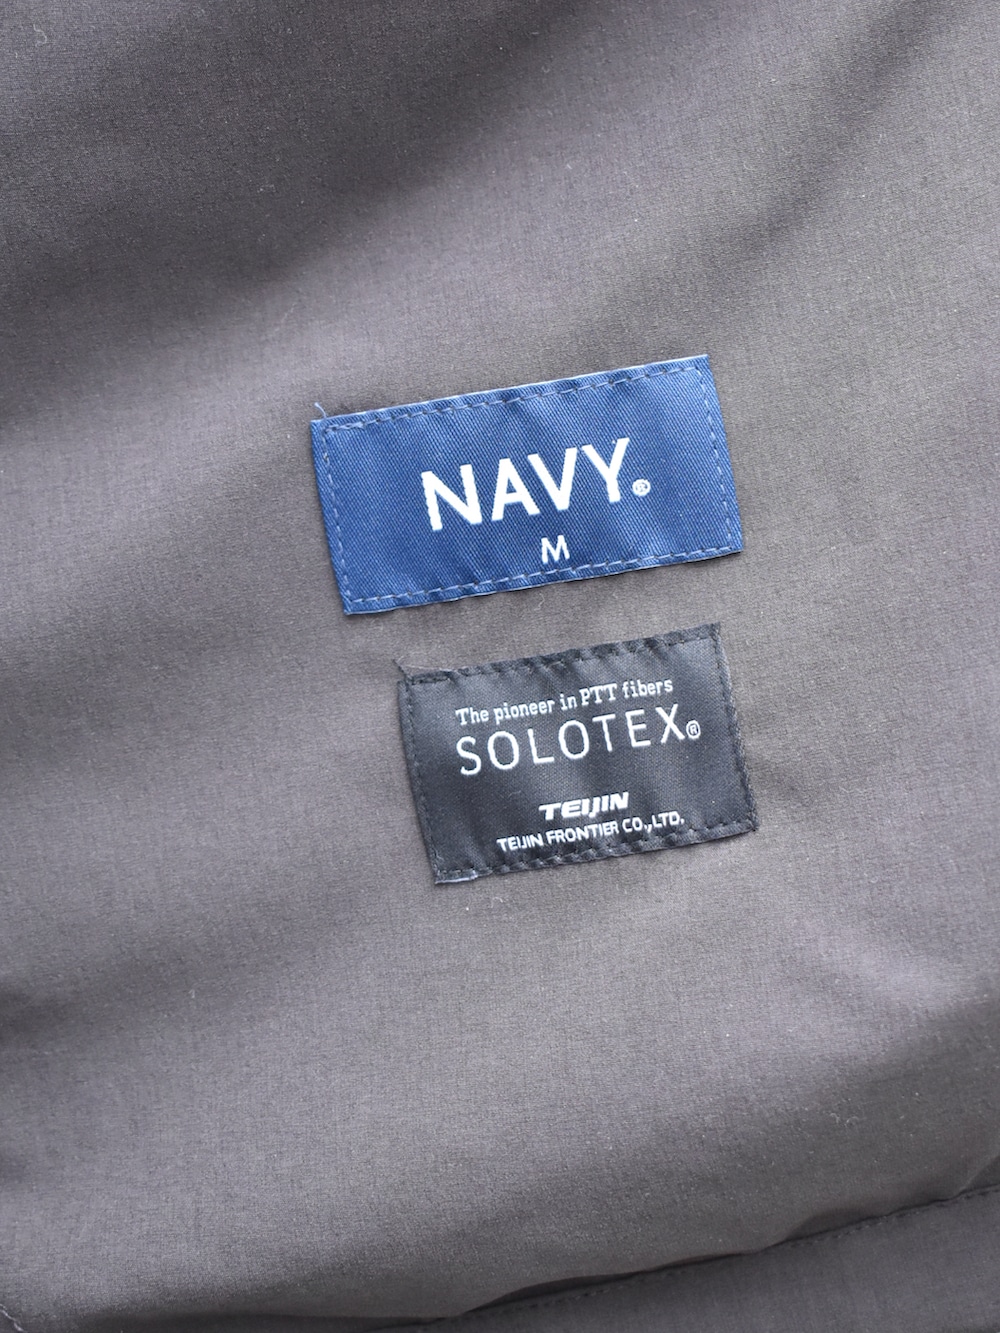 NAVY.®
M
The pioneer in PTT fibers
SOLOTEX®
TEIJIN
TEIJIN FRONTIER CO.,LTD.